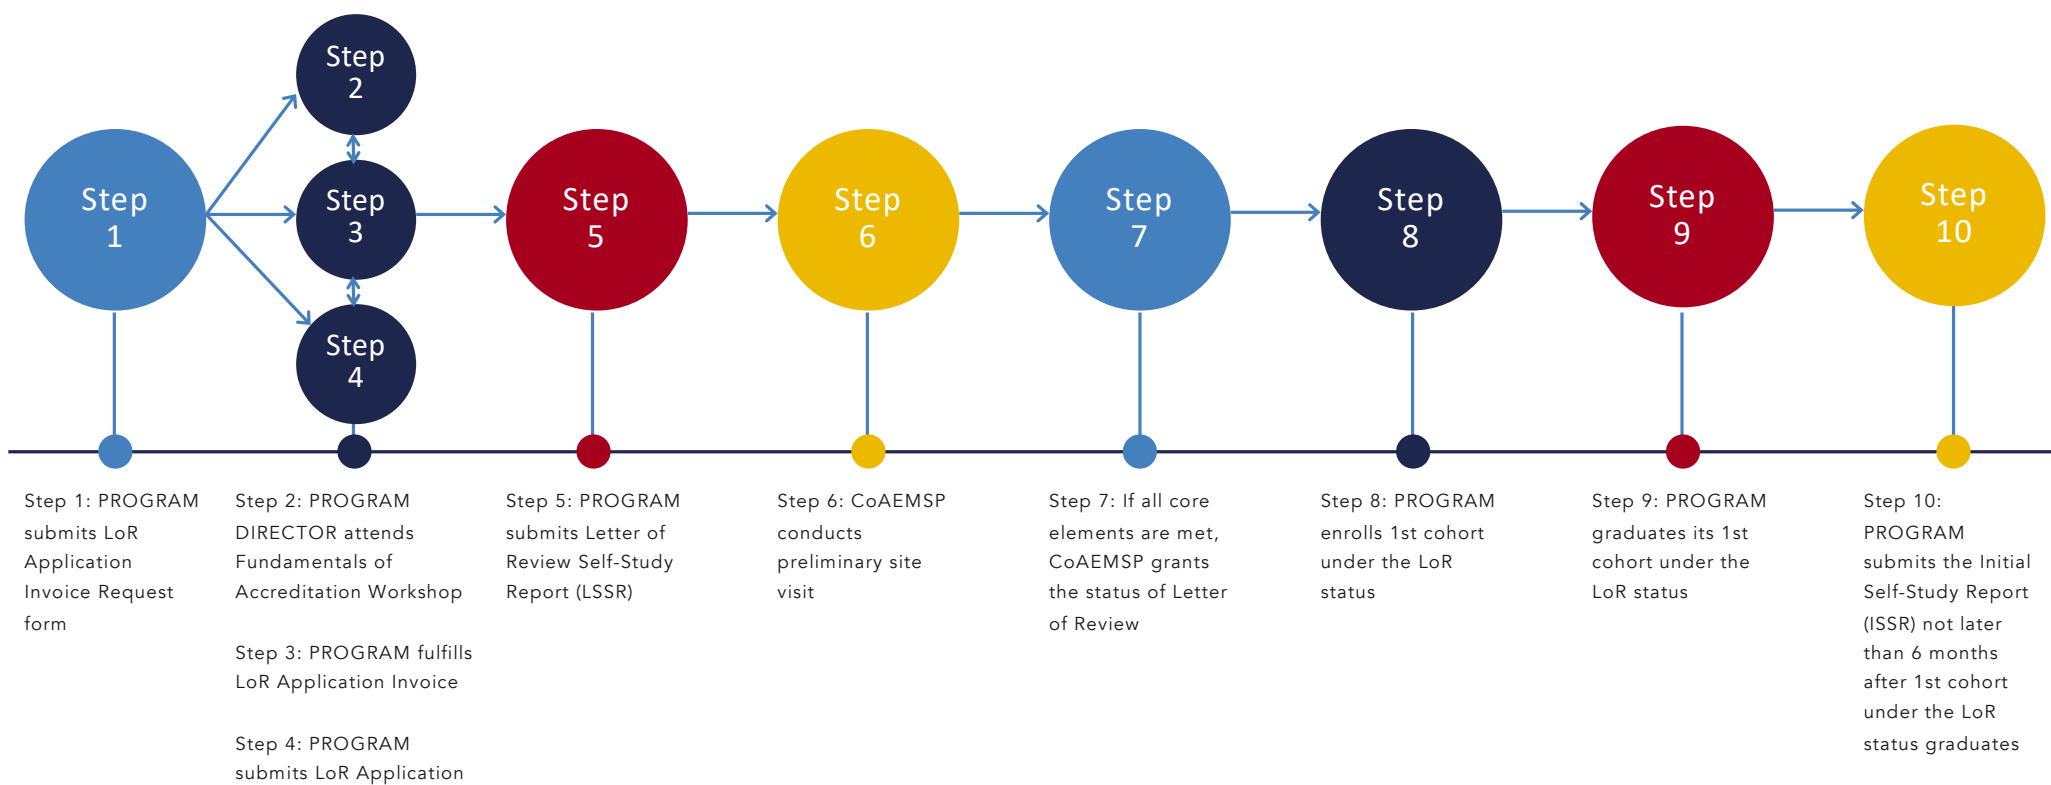 Step
1
Step
2
Step
3
Step
4
Step
5
Step
6
Step
7
Step
8
Step
9
Step
10
Step 1: PROGRAM
submits LoR
Application
Invoice Request
form
Step 2: PROGRAM
DIRECTOR attends
Fundamentals of
Accreditation Workshop
Step 3: PROGRAM fulfills
LoR Application Invoice
Step 4: PROGRAM
submits LoR Application
Step 5: PROGRAM
submits Letter of
Review Self-Study
Report (LSSR)
Step 6: CoAEMSP
conducts
preliminary site
visit
Step 7: If all core
elements are met,
CoAEMSP grants
the status of Letter
of Review
Step 8: PROGRAM
enrolls 1st cohort
under the LoR
status
Step 9: PROGRAM
graduates its 1st
cohort under the
LoR status
Step 10:
PROGRAM
submits the Initial
Self-Study Report
(ISSR) not later
than 6 months
after 1st cohort
under the LoR
status graduates